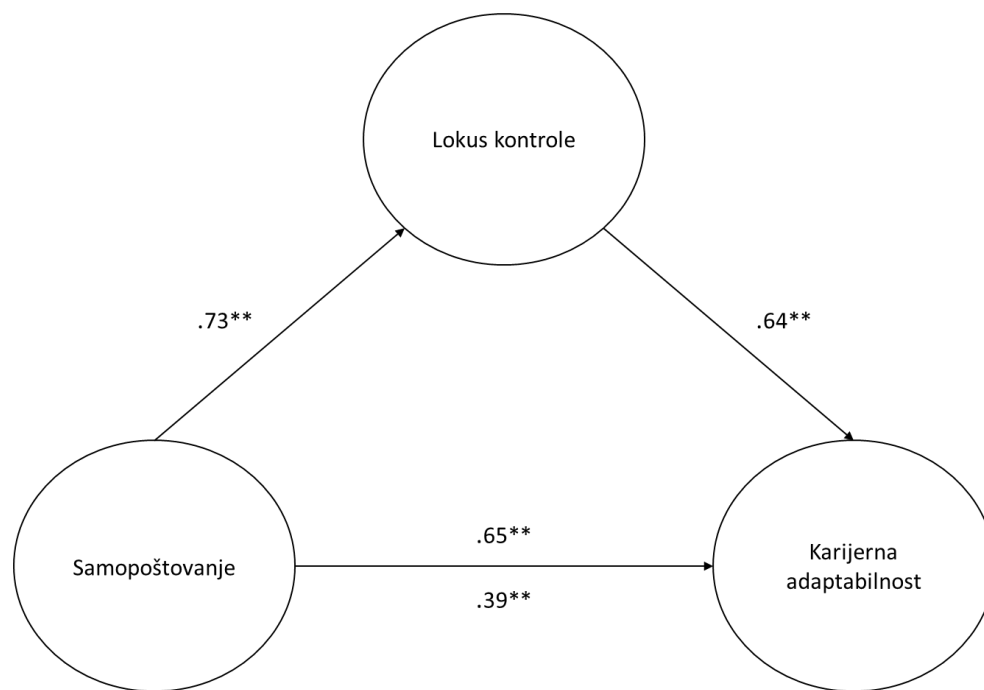 Lokus kontrole
.73**
.64**
Samopoštovanje
.65**
.39**
Karijerna
adaptabilnost